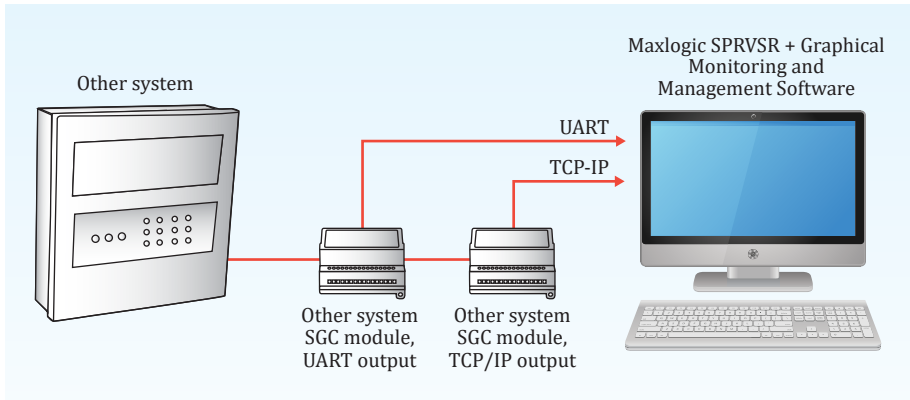 Maxlogic SPRVSR + Graphical
Monitoring and
Management Software
Other system
UART
TCP-IP
Other system
SGC module,
UART output
Other system
SGC module,
TCP/IP output